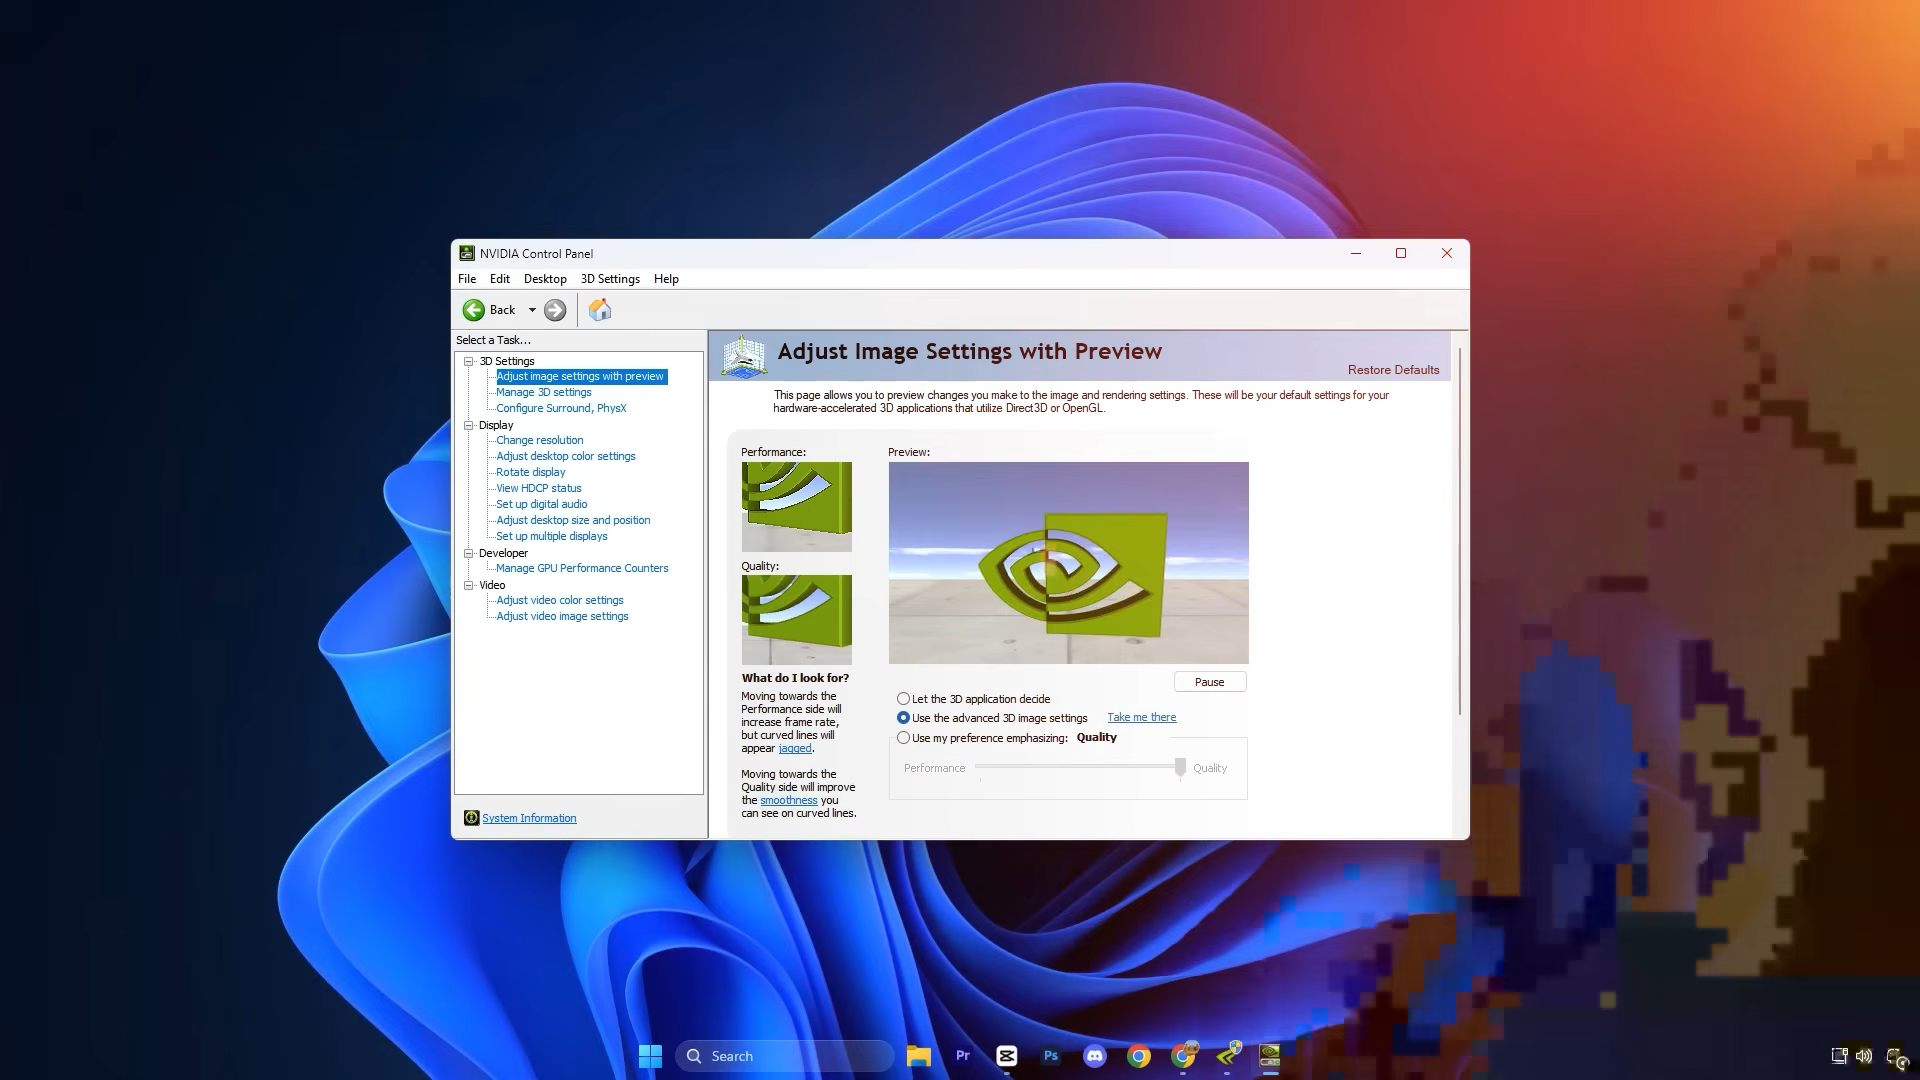 NVIDIA Control Panel
File Edit Desktop 3D Settings Help
Back
Select a Task...
3D Settings
Adjust image settings with preview
Manage 3D settings
Configure Surround, PhysX
Display
Change resolution
Adjust desktop color settings
Rotate display
View HDCP status
Set up digital audio
Adjust desktop size and position
Set up multiple displays
Developer
Manage GPU Performance Counters
Video
Adjust video color settings
Adjust video image settings
System Information
Adjust Image Settings with Preview
Restore Defaults
This page allows you to preview changes you make to the image and rendering settings. These will be your default settings for your
hardware-accelerated 3D applications that utilize Direct3D or OpenGL.
Performance:
Quality:
What do I look for?
Moving towards the
Performance side will
increase frame rate,
but curved lines will
appear jagged.
Moving towards the
Quality side will improve
the smoothness you
can see on curved lines.
Preview:
Pause
Let the 3D application decide
Use the advanced 3D image settings Take me there
Use my preference emphasizing: Quality
Performance Quality
Search
Pr
Ps